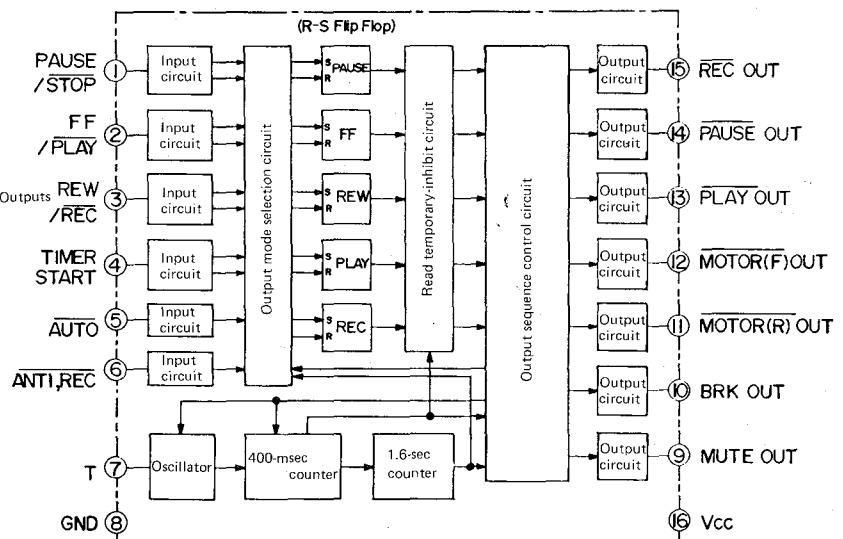 (R-S Flip Flop)
PAUSE
/STOP
1
Input
circuit
S
R
PAUSE
Output
circuit
15
REC OUT
FF
/PLAY
2
Input
circuit
S
R
FF
Output
circuit
14
PAUSE OUT
Outputs REW
/REC
3
Input
circuit
S
R
REW
Output
circuit
13
PLAY OUT
TIMER
START
4
Input
circuit
S
R
PLAY
Output
circuit
12
MOTOR(F)OUT
AUTO
5
Input
circuit
S
R
REC
Output
circuit
11
MOTOR(R) OUT
ANTI,REC
6
Input
circuit
Output mode selection circuit
Read temporary-inhibit circuit
Output sequence control circuit
Output
circuit
10
BRK OUT
T
7
Oscillator
400-msec
counter
1.6-sec
counter
Output
circuit
9
MUTE OUT
GND
8
16
Vcc